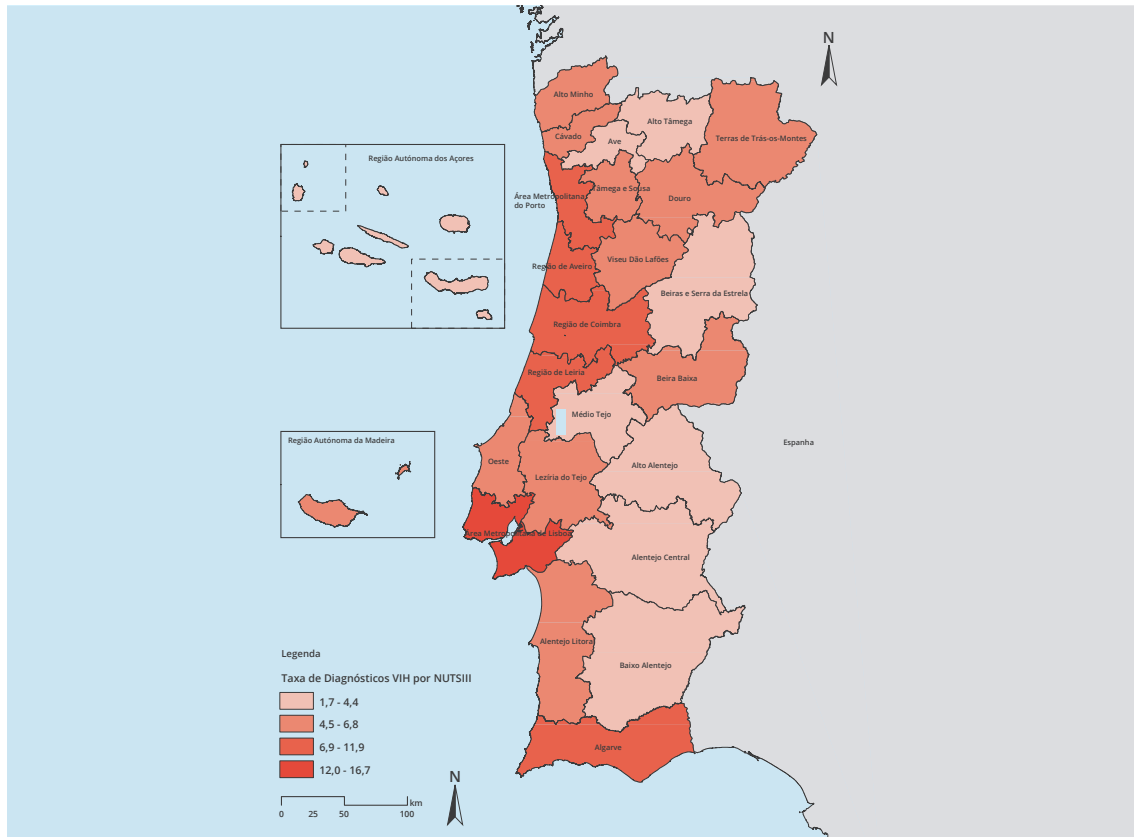 N
Alto Minho
Alto Tâmega
Cávado
Terras de Trás-os-Montes
Ave
Região Autónoma dos Açores
Tâmega e Sousa
Área Metropolitana
do Porto
Douro
Viseu Dão Lafões
Região de Aveiro
Beiras e Serra da Estrela
Região de Coimbra
Região de Leiria
Beira Baixa
Médio Tejo
Região Autónoma da Madeira
Espanha
Oeste
Alto Alentejo
Lezíria do Tejo
Área Metropolitana de Lisboa
Alentejo Central
Alentejo Litoral
Baixo Alentejo
Algarve
Legenda
Taxa de Diagnósticos VIH por NUTSIII
1,7 - 4,4
4,5 - 6,8
6,9 - 11,9
12,0 - 16,7
N
km
0 25 50 100